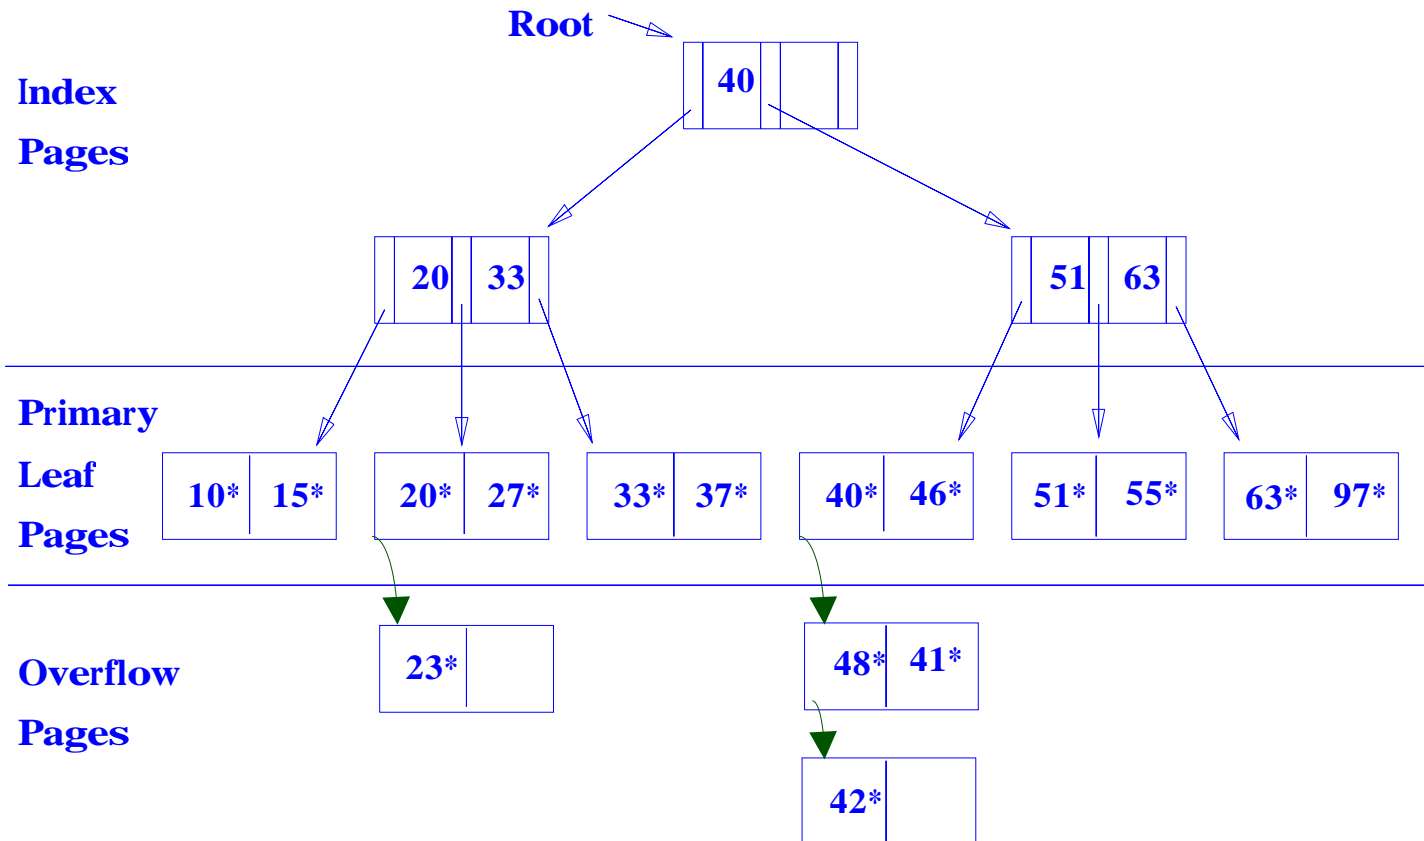 Root
40
Index
Pages
20 33
51 63
Primary
Leaf
Pages
10* 15*
20* 27*
33* 37*
40* 46*
51* 55*
63* 97*
Overflow
Pages
23*
48* 41*
42*